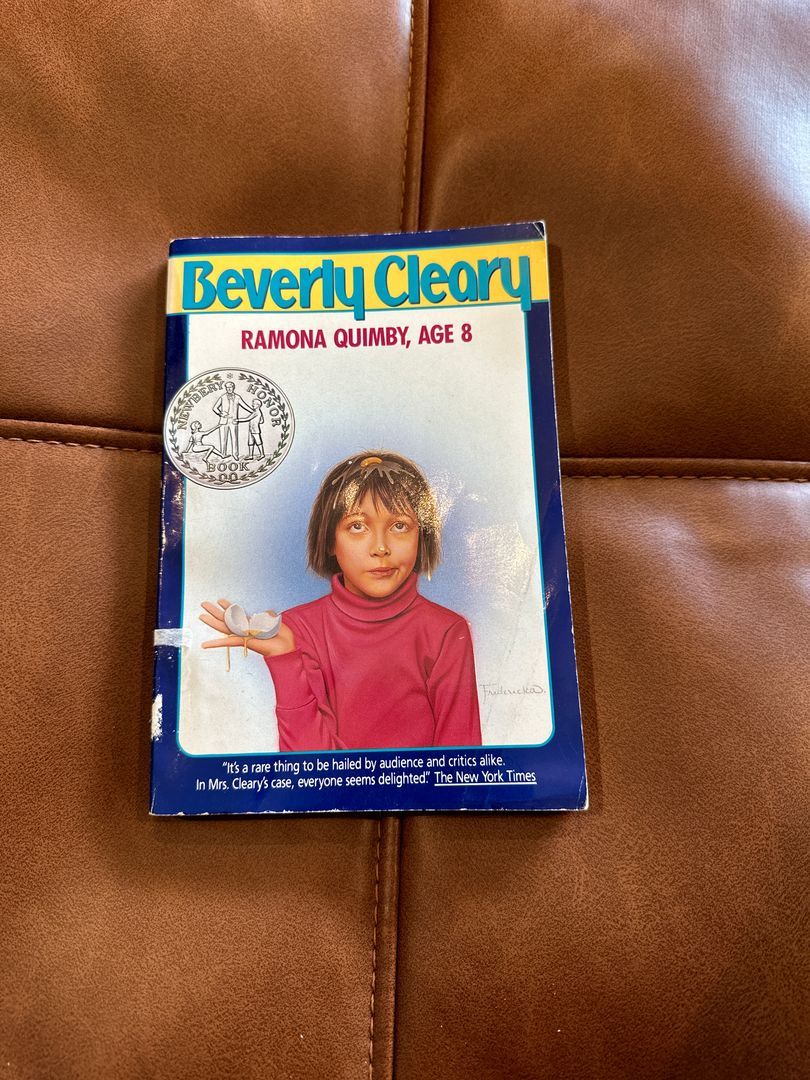 Beverly Cleary
RAMONA QUIMBY, AGE 8
NEWBERY HONOR
BOOK
"It's a rare thing to be hailed by audience and critics alike.
In Mrs. Cleary's case, everyone seems delighted." The New York Times